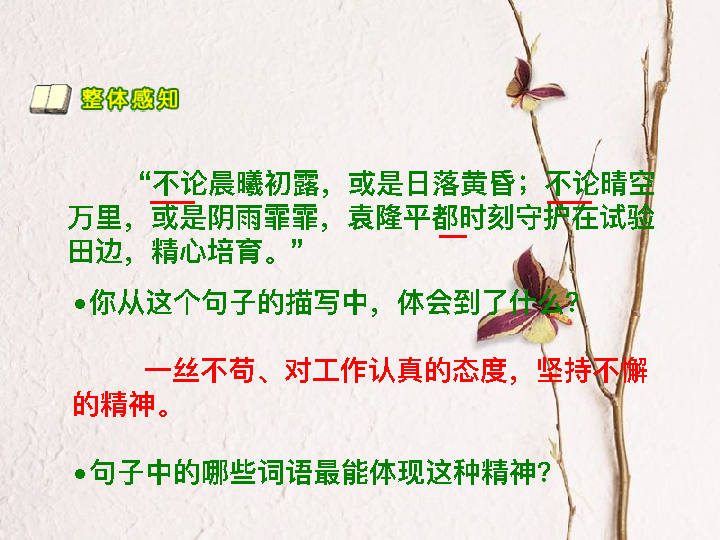 整体感知
“不论晨曦初露，或是日落黄昏；不论晴空
万里，或是阴雨霏霏，袁隆平都时刻守护在试验
田边，精心培育。”
•你从这个句子的描写中，体会到了什么？
一丝不苟、对工作认真的态度，坚持不懈
的精神。
•句子中的哪些词语最能体现这种精神？